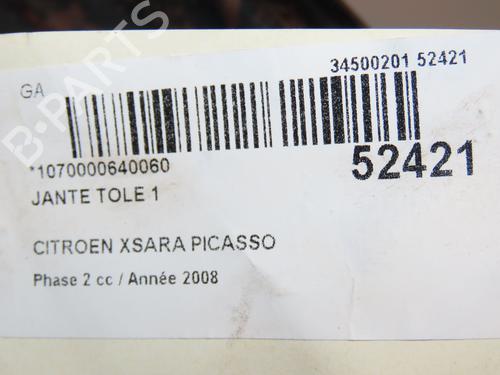 34500201 52421
GA
*1070000640060
52421
JANTE TOLE 1
CITROEN XSARA PICASSO
Phase 2 cc / Année 2008
B-PARTS